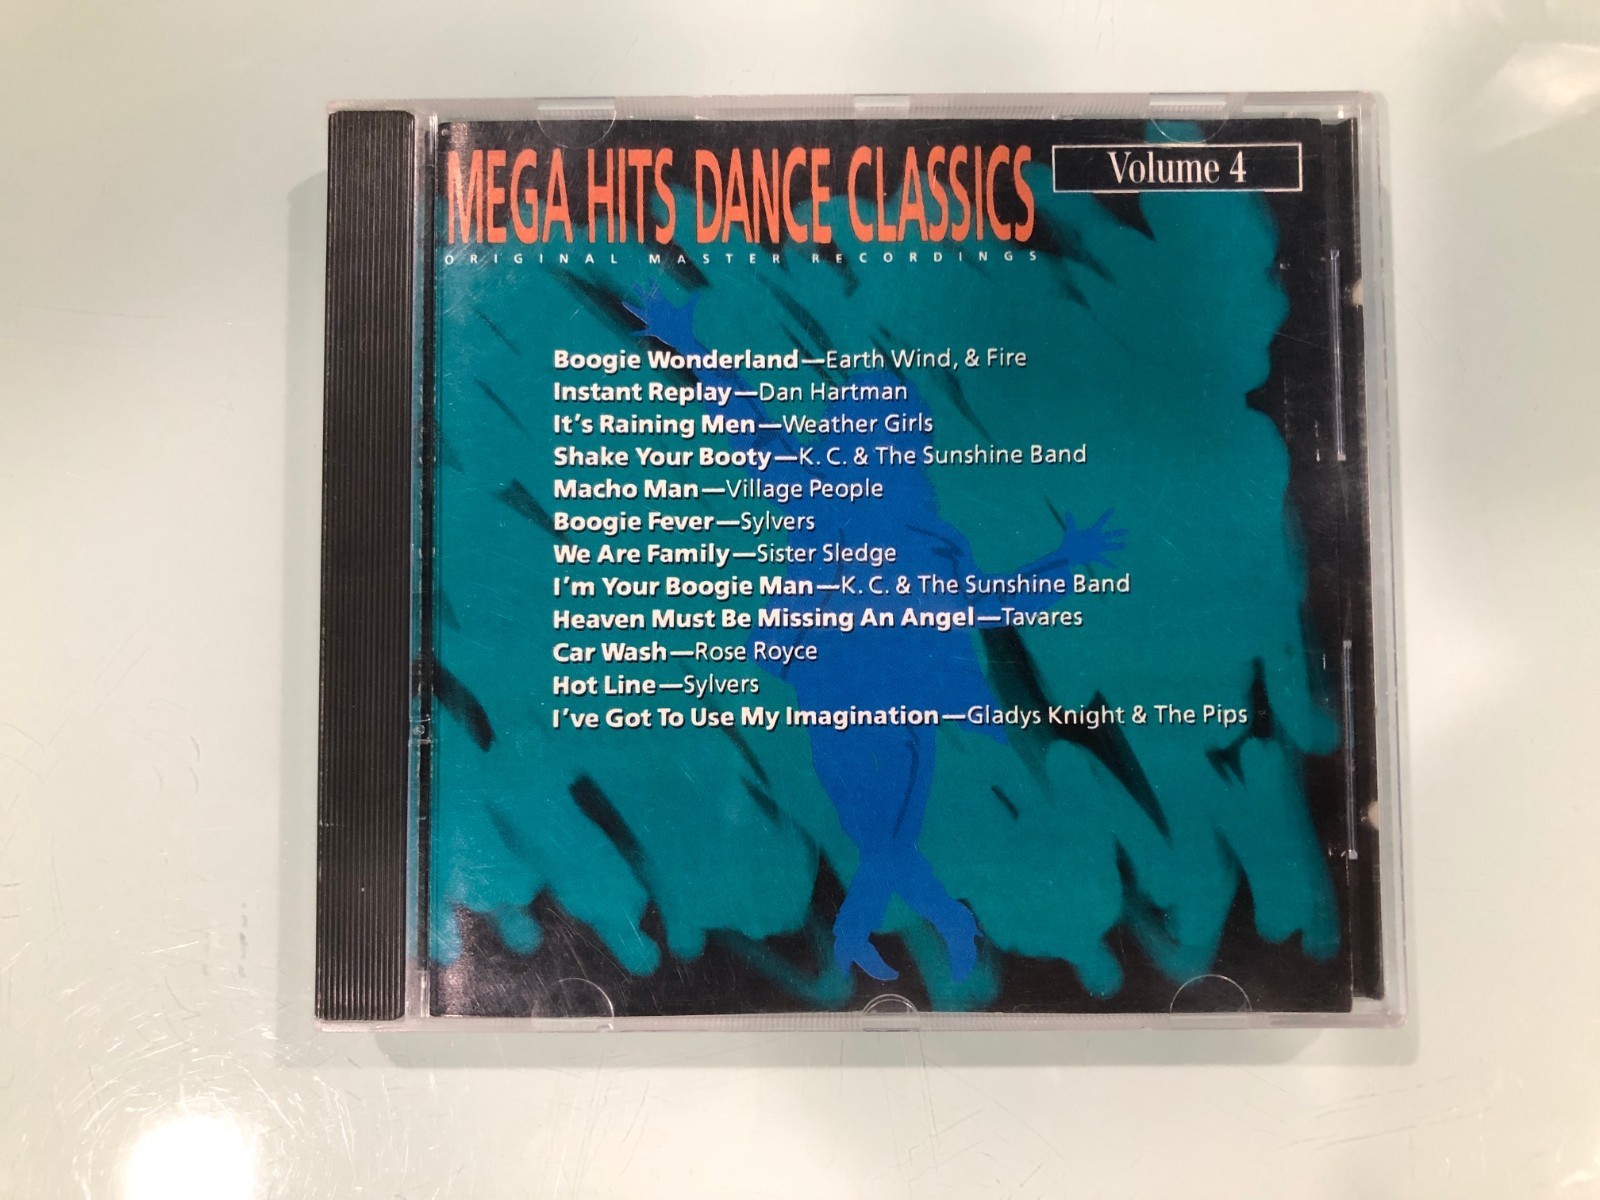 MEGA HITS DANCE CLASSICS
Volume 4
ORIGINAL MASTER RECORDINGS
Boogie Wonderland—Earth Wind, & Fire
Instant Replay—Dan Hartman
It's Raining Men—Weather Girls
Shake Your Booty—K. C. & The Sunshine Band
Macho Man—Village People
Boogie Fever—Sylvers
We Are Family—Sister Sledge
I'm Your Boogie Man—K. C. & The Sunshine Band
Heaven Must Be Missing An Angel—Tavares
Car Wash—Rose Royce
Hot Line—Sylvers
I've Got To Use My Imagination—Gladys Knight & The Pips